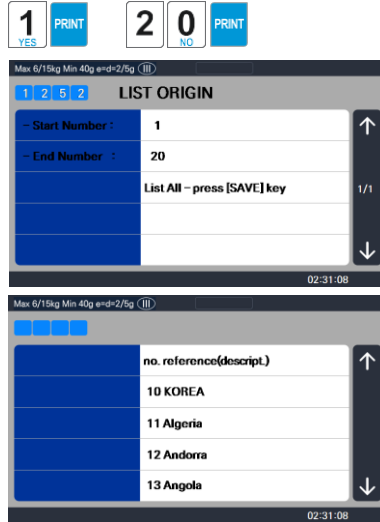 1 YES PRINT 2 0 NO PRINT
Max 6/15kg Min 40g e=d=2/5g (III)
1 2 5 2 LIST ORIGIN
- Start Number : 1
- End Number : 20
List All - press [SAVE] key
1/1
02:31:08
Max 6/15kg Min 40g e=d=2/5g (III)
no. reference(descript.)
10 KOREA
11 Algeria
12 Andorra
13 Angola
02:31:08